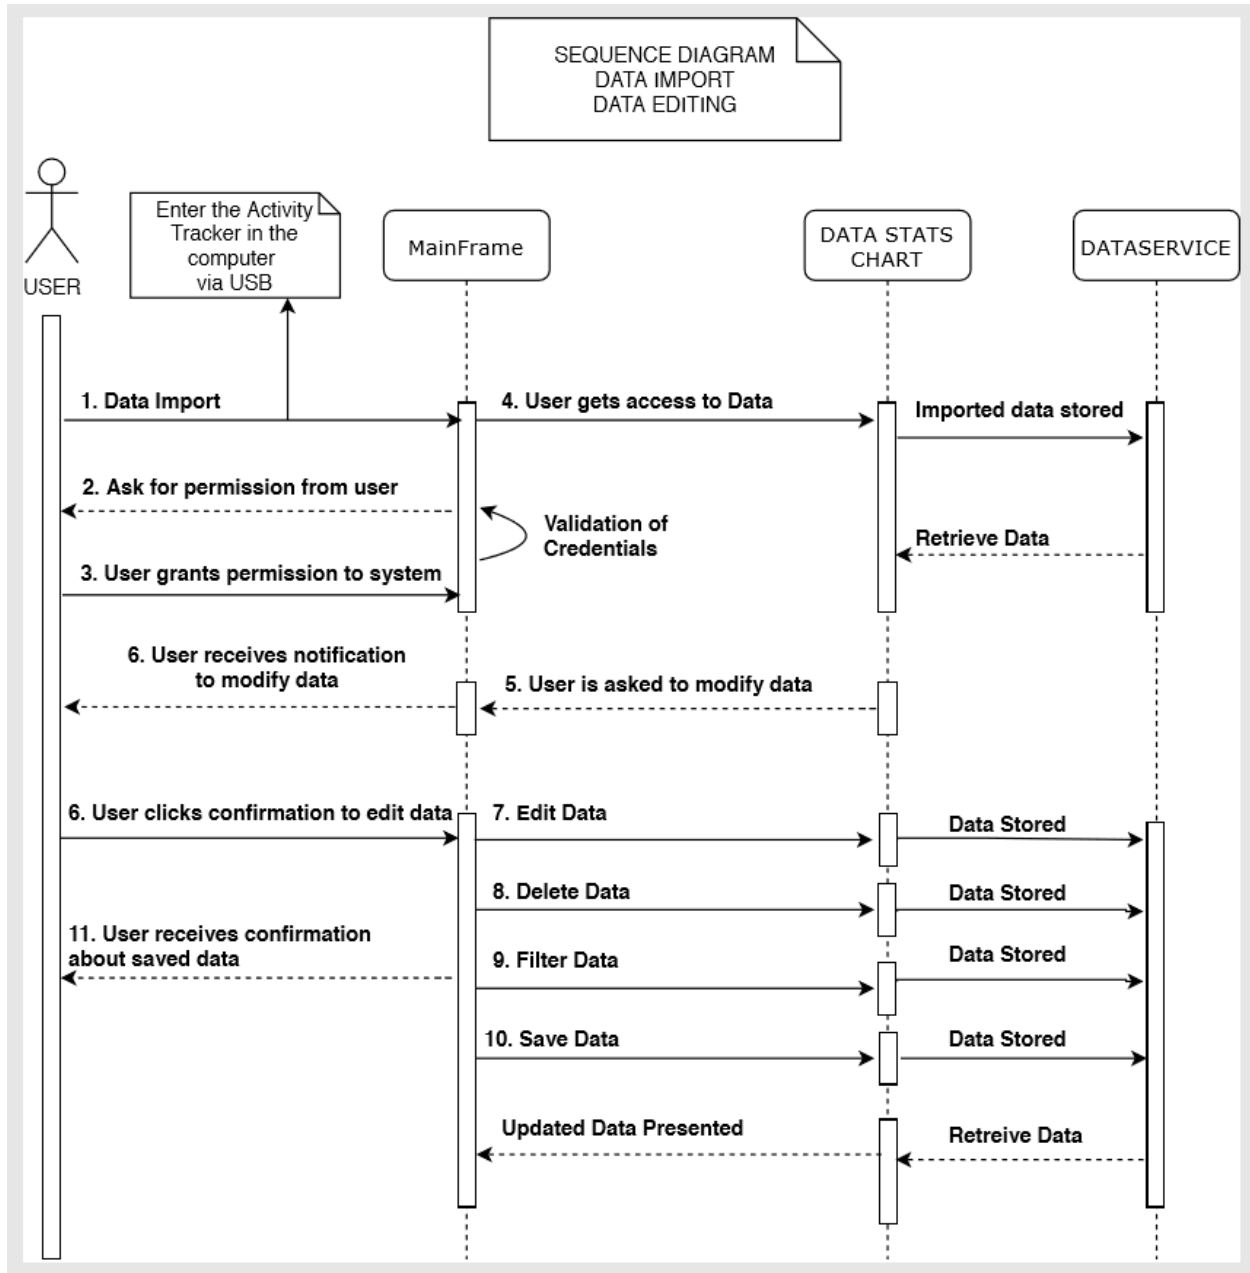 SEQUENCE DIAGRAM
DATA IMPORT
DATA EDITING
Enter the Activity
Tracker in the
computer
via USB
USER
MainFrame
DATA STATS
CHART
DATASERVICE
1. Data Import
4. User gets access to Data
Imported data stored
2. Ask for permission from user
Validation of
Credentials
Retrieve Data
3. User grants permission to system
6. User receives notification
to modify data
5. User is asked to modify data
6. User clicks confirmation to edit data
7. Edit Data
Data Stored
8. Delete Data
Data Stored
11. User receives confirmation
about saved data
9. Filter Data
Data Stored
10. Save Data
Data Stored
Updated Data Presented
Retreive Data